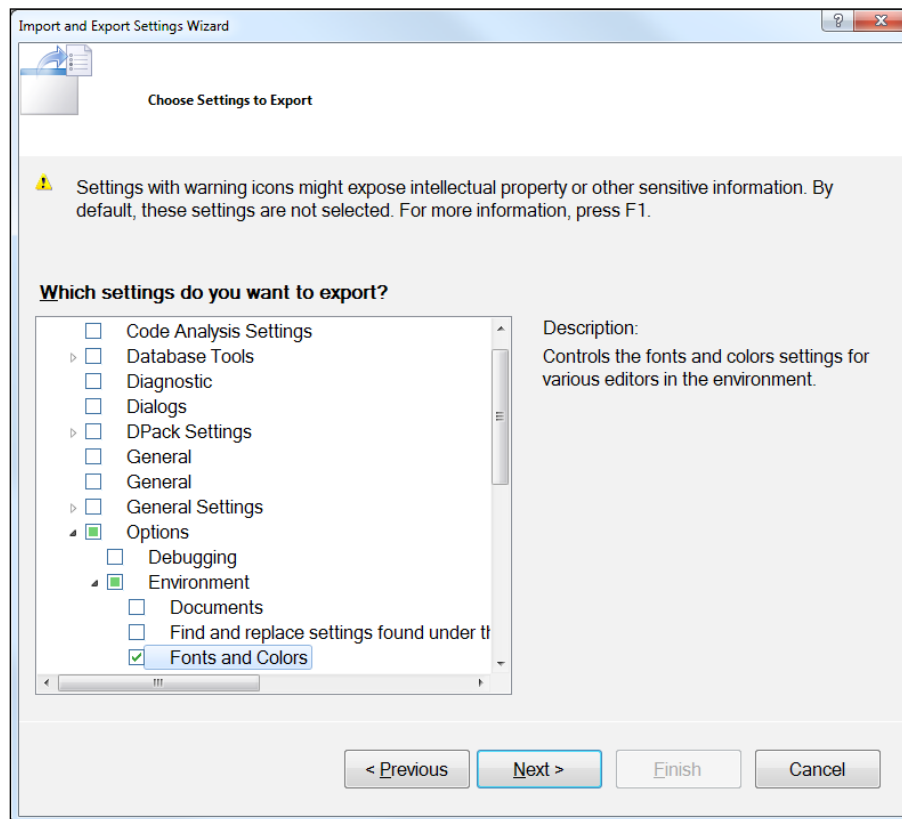 Import and Export Settings Wizard
Choose Settings to Export
Settings with warning icons might expose intellectual property or other sensitive information. By
default, these settings are not selected. For more information, press F1.
Which settings do you want to export?
Code Analysis Settings
Database Tools
Diagnostic
Dialogs
DPack Settings
General
General
General Settings
Options
Debugging
Environment
Documents
Find and replace settings found under th
Fonts and Colors
Description:
Controls the fonts and colors settings for
various editors in the environment.
< Previous
Next >
Finish
Cancel